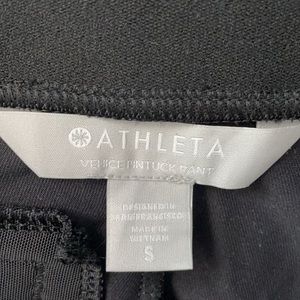 ATHLETA
VENICE PINTUCK PANT
DESIGNED IN
SAN FRANCISCO
MADE IN
VIETNAM
S